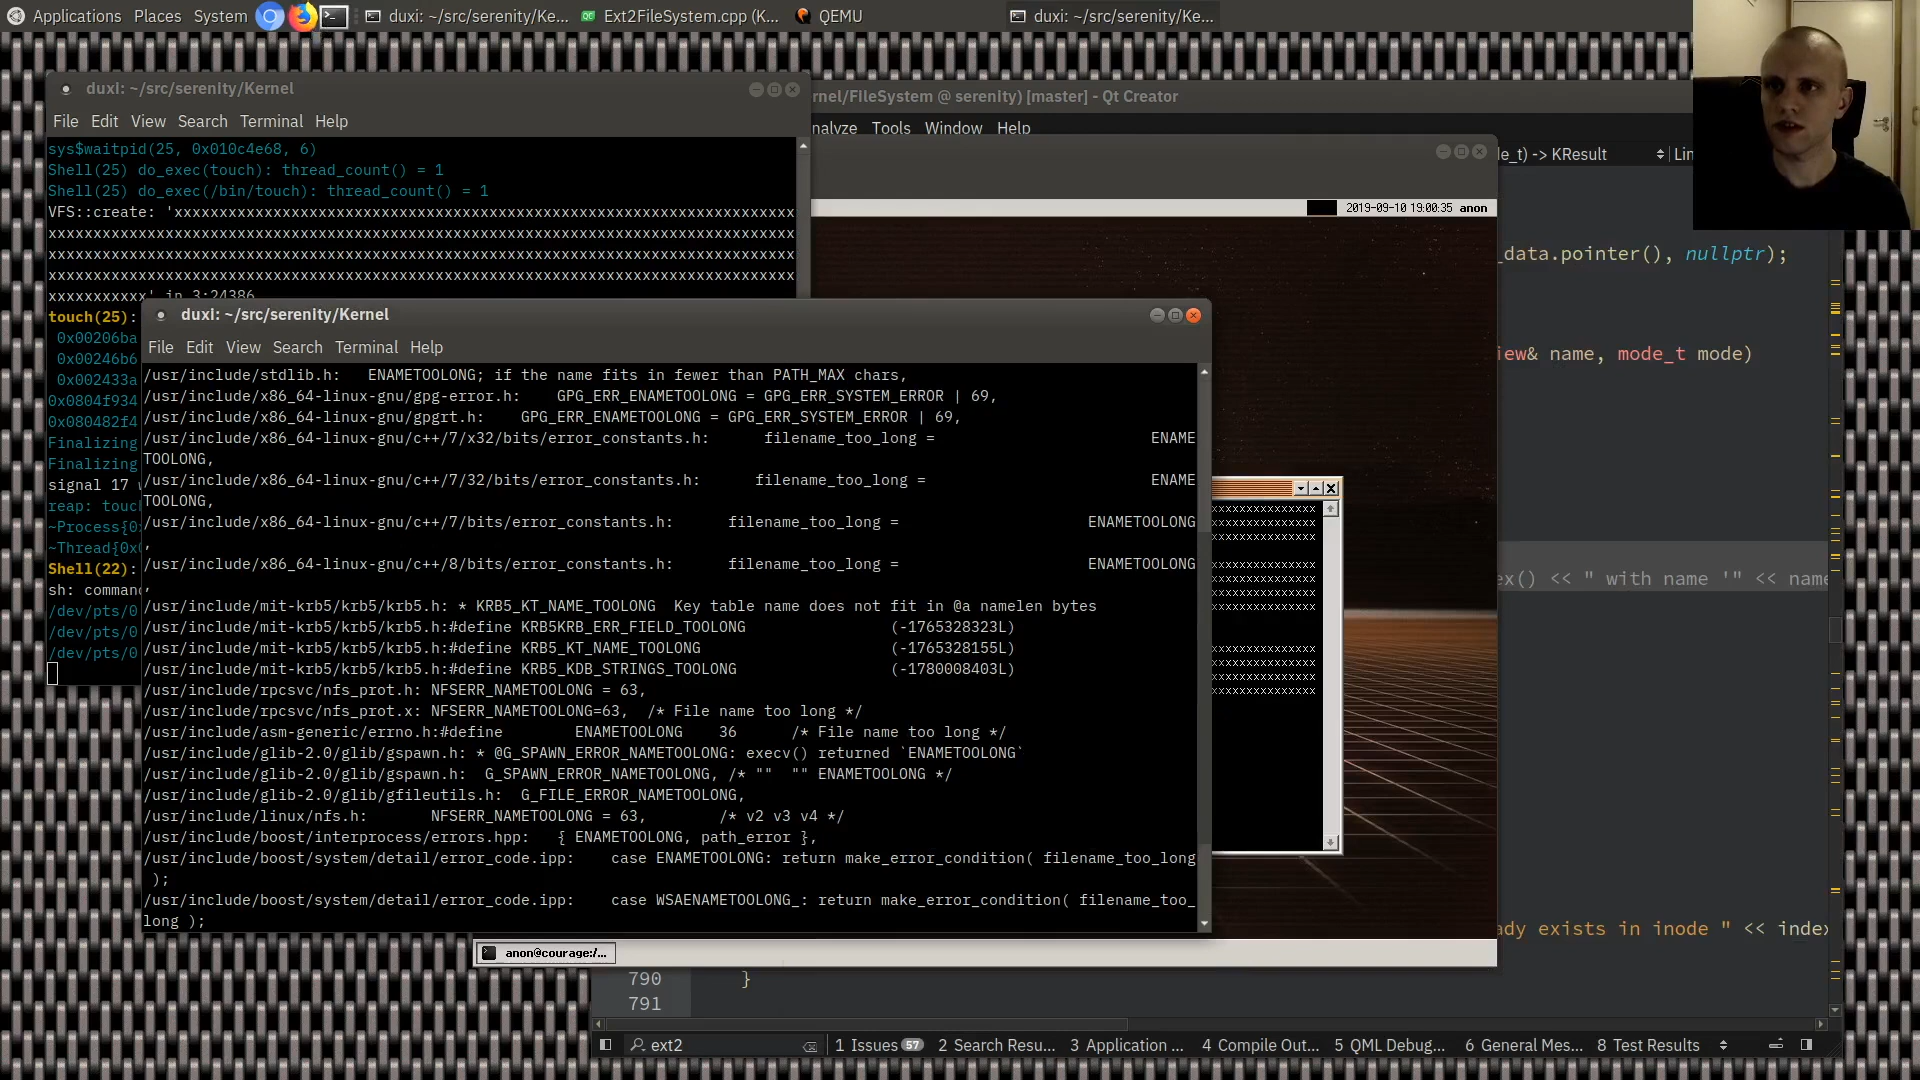 Applications Places System duxi: ~/src/serenity/Ke... Ext2FileSystem.cpp (K... QEMU duxi: ~/src/serenity/Ke...
duxi: ~/src/serenity/Kernel
File Edit View Search Terminal Help
sys$waitpid(25, 0x010c4e68, 6)
Shell(25) do_exec(touch): thread_count() = 1
Shell(25) do_exec(/bin/touch): thread_count() = 1
touch(25):
0x00206ba
0x00246b6
0x002433a
0x0804f934
0x080482f4
Finalizing
Finalizing
signal 17
reap: touc
~Process{0
~Thread{0x
Shell(22):
sh: comman
/dev/pts/0
/dev/pts/0
/dev/pts/0
rnel/FileSystem @ serenity) [master] - Qt Creator
nalyze Tools Window Help
e_t) -> KResult Lin
2019-09-10 19:00:35 anon
_data.pointer(), nullptr);
iew& name, mode_t mode)
ex() << " with name '" << name
ady exists in inode " << index
790 }
791
duxi: ~/src/serenity/Kernel
File Edit View Search Terminal Help
/usr/include/stdlib.h: ENAMETOOLONG; if the name fits in fewer than PATH_MAX chars,
/usr/include/x86_64-linux-gnu/gpg-error.h: GPG_ERR_ENAMETOOLONG = GPG_ERR_SYSTEM_ERROR | 69,
/usr/include/x86_64-linux-gnu/gpgrt.h: GPG_ERR_ENAMETOOLONG = GPG_ERR_SYSTEM_ERROR | 69,
/usr/include/x86_64-linux-gnu/c++/7/x32/bits/error_constants.h: filename_too_long = ENAME
TOOLONG,
/usr/include/x86_64-linux-gnu/c++/7/32/bits/error_constants.h: filename_too_long = ENAME
TOOLONG,
/usr/include/x86_64-linux-gnu/c++/7/bits/error_constants.h: filename_too_long = ENAMETOOLONG
,
/usr/include/x86_64-linux-gnu/c++/8/bits/error_constants.h: filename_too_long = ENAMETOOLONG
,
/usr/include/mit-krb5/krb5/krb5.h: * KRB5_KT_NAME_TOOLONG Key table name does not fit in @a namelen bytes
/usr/include/mit-krb5/krb5/krb5.h:#define KRB5KRB_ERR_FIELD_TOOLONG (-1765328323L)
/usr/include/mit-krb5/krb5/krb5.h:#define KRB5_KT_NAME_TOOLONG (-1765328155L)
/usr/include/mit-krb5/krb5/krb5.h:#define KRB5_KDB_STRINGS_TOOLONG (-1780008403L)
/usr/include/rpcsvc/nfs_prot.h: NFSERR_NAMETOOLONG = 63,
/usr/include/rpcsvc/nfs_prot.x: NFSERR_NAMETOOLONG=63, /* File name too long */
/usr/include/asm-generic/errno.h:#define ENAMETOOLONG 36 /* File name too long */
/usr/include/glib-2.0/glib/gspawn.h: * @G_SPAWN_ERROR_NAMETOOLONG: execv() returned `ENAMETOOLONG`
/usr/include/glib-2.0/glib/gspawn.h: G_SPAWN_ERROR_NAMETOOLONG, /* "" "" ENAMETOOLONG */
/usr/include/glib-2.0/glib/gfileutils.h: G_FILE_ERROR_NAMETOOLONG,
/usr/include/linux/nfs.h: NFSERR_NAMETOOLONG = 63, /* v2 v3 v4 */
/usr/include/boost/interprocess/errors.hpp: { ENAMETOOLONG, path_error },
/usr/include/boost/system/detail/error_code.ipp: case ENAMETOOLONG: return make_error_condition( filename_too_long
);
/usr/include/boost/system/detail/error_code.ipp: case WSAENAMETOOLONG_: return make_error_condition( filename_too_
long );
anon@courage:/...
ext2 1 Issues 57 2 Search Resu... 3 Application ... 4 Compile Out... 5 QML Debug... 6 General Mes... 8 Test Results